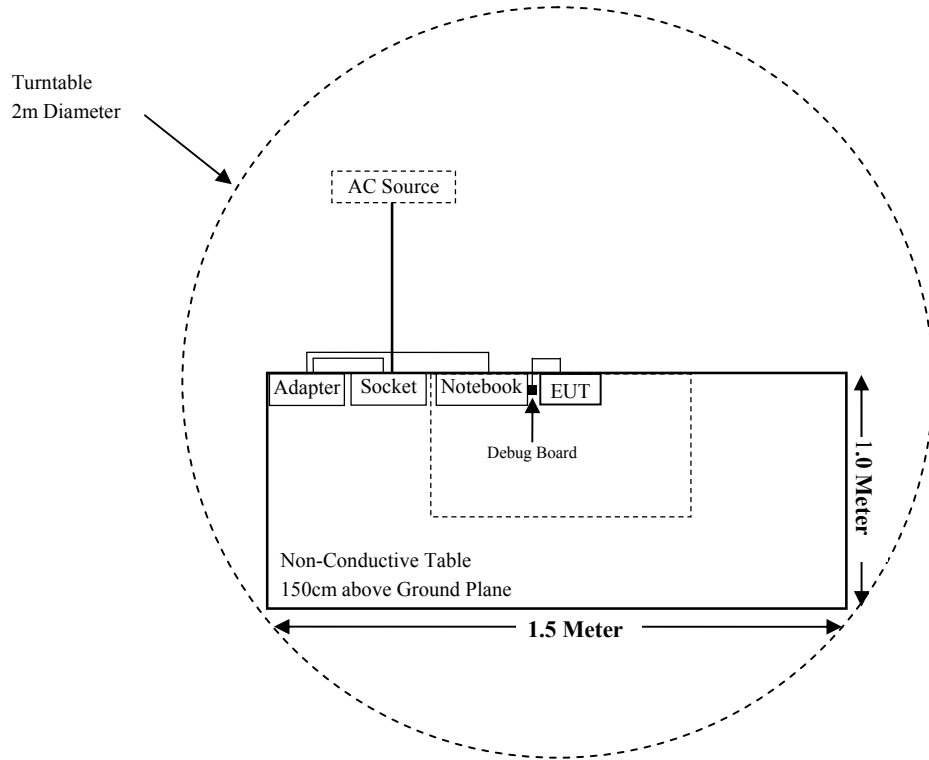 Turntable
2m Diameter
AC Source
Adapter
Socket
Notebook
EUT
Debug Board
1.0 Meter
Non-Conductive Table
150cm above Ground Plane
1.5 Meter